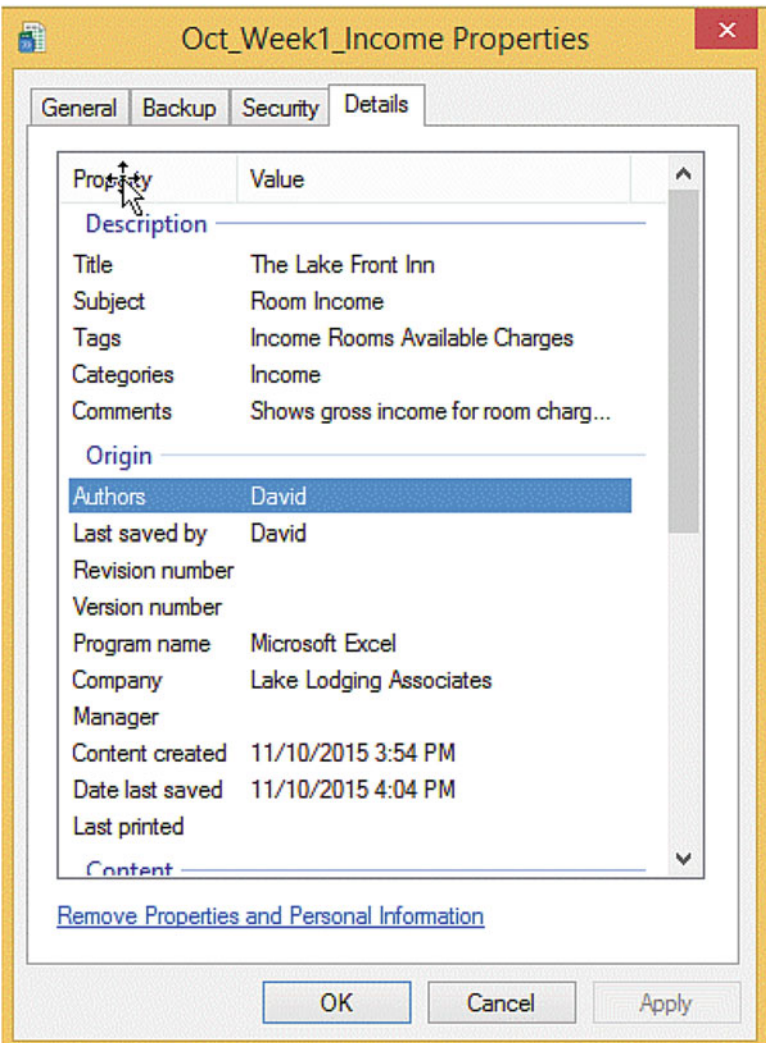 Oct_Week1_Income Properties
General Backup Security Details
Property Value
Description
Title The Lake Front Inn
Subject Room Income
Tags Income Rooms Available Charges
Categories Income
Comments Shows gross income for room charg...
Origin
Authors David
Last saved by David
Revision number
Version number
Program name Microsoft Excel
Company Lake Lodging Associates
Manager
Content created 11/10/2015 3:54 PM
Date last saved 11/10/2015 4:04 PM
Last printed
Content
Remove Properties and Personal Information
OK Cancel Apply